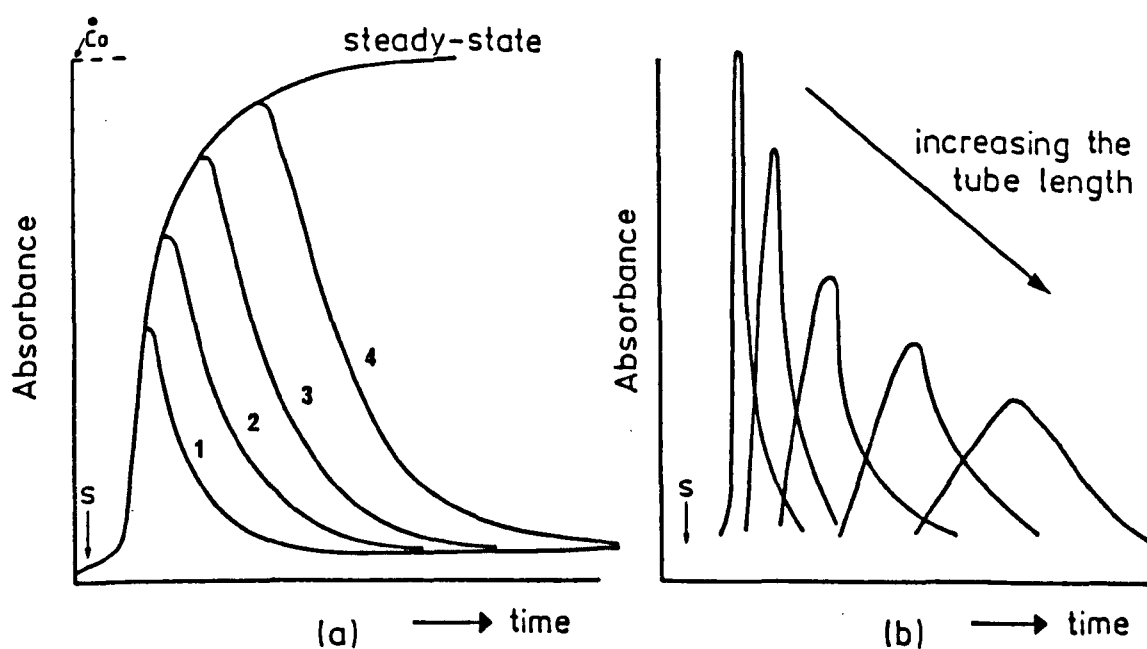 Co
steady-state
Absorbance
1
2
3
4
S
(a)
time
Absorbance
increasing the
tube length
S
(b)
time